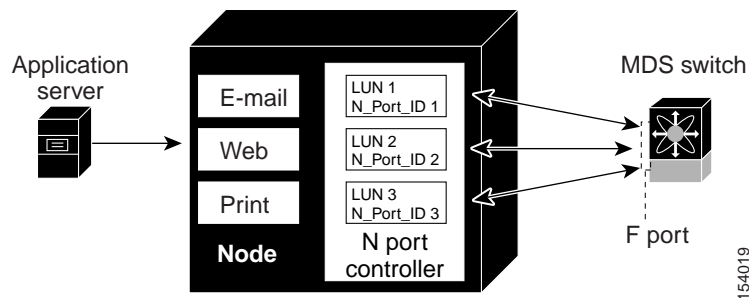 Application
server
E-mail
Web
Print
Node
LUN 1
N_Port_ID 1
LUN 2
N_Port_ID 2
LUN 3
N_Port_ID 3
N port
controller
MDS switch
F port
154019